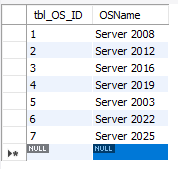 tbl_OS_ID OSName
1 Server 2008
2 Server 2012
3 Server 2016
4 Server 2019
5 Server 2003
6 Server 2022
7 Server 2025
NULL NULL